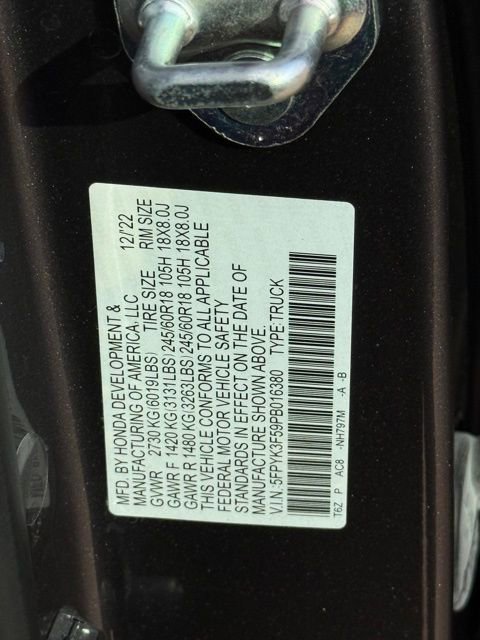 MFD. BY HONDA DEVELOPMENT &
MANUFACTURING OF AMERICA, LLC 12/'22
GVWR 2730 KG(6019LBS) TIRE SIZE RIM SIZE
GAWR F 1420 KG(3131LBS)245/60R18 105H 18X8.0J
GAWR R 1480 KG(3263LBS)245/60R18 105H 18X8.0J
THIS VEHICLE CONFORMS TO ALL APPLICABLE
FEDERAL MOTOR VEHICLE SAFETY
STANDARDS IN EFFECT ON THE DATE OF
MANUFACTURE SHOWN ABOVE.
V.I.N: 5FPYK3F59PB016380 TYPE:TRUCK
T6Z P AC8 -NH797M -A -B